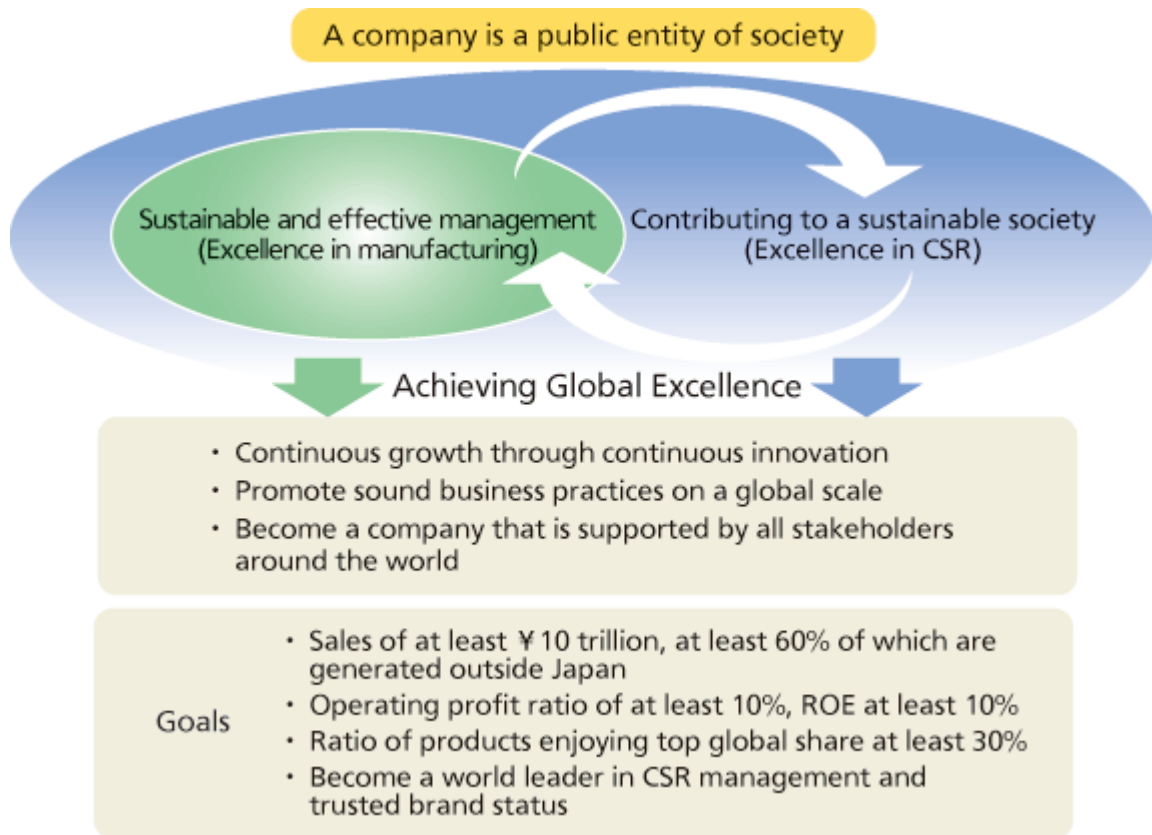 A company is a public entity of society
Sustainable and effective management
(Excellence in manufacturing)
Contributing to a sustainable society
(Excellence in CSR)
Achieving Global Excellence
・ Continuous growth through continuous innovation
・ Promote sound business practices on a global scale
・ Become a company that is supported by all stakeholders
around the world
Goals
・ Sales of at least ¥10 trillion, at least 60% of which are
generated outside Japan
・ Operating profit ratio of at least 10%, ROE at least 10%
・ Ratio of products enjoying top global share at least 30%
・ Become a world leader in CSR management and
trusted brand status